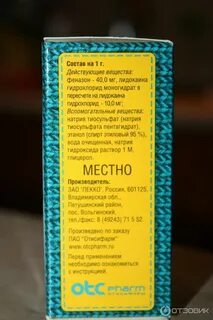 Состав на 1 г.
Действующие вещества:
феназон - 40,0 мг, лидокаина
гидрохлорид моногидрат в
пересчете на лидокаина
гидрохлорид - 10,0 мг;
Вспомогательные вещества:
натрия тиосульфат (натрия
тиосульфата пентагидрат),
этанол (спирт этиловый 95%),
вода очищенная, натрия
гидроксида раствор 1 М,
глицерол.
МЕСТНО
Производитель:
ЗАО "ЛЕККО", Россия, 601125,
Владимирская обл.,
Петушинский район,
пос. Вольгинский,
тел./факс: 8 (49243) 71 5 52.
Произведено по заказу
ПАО "Отисифарм"
www.otcpharm.ru
Перед применением
необходимо ознакомиться
с инструкцией.
otc pharm
ОТЗОВИК